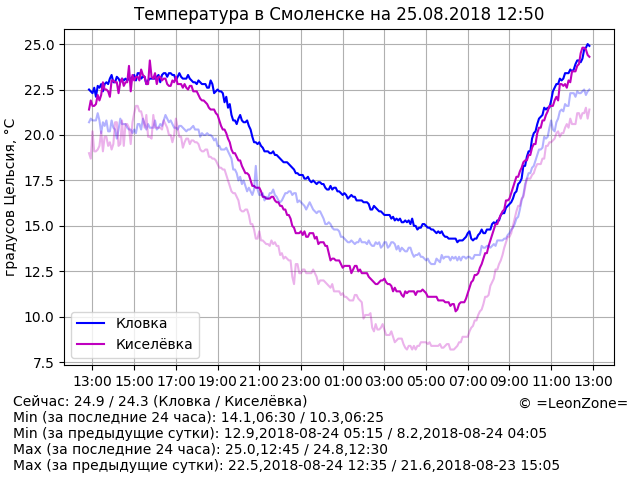 Температура в Смоленске на 25.08.2018 12:50
градусов Цельсия, °C
25.0
22.5
20.0
17.5
15.0
12.5
10.0
7.5
Кловка
Киселёвка
13:00 15:00 17:00 19:00 21:00 23:00 01:00 03:00 05:00 07:00 09:00 11:00 13:00
Сейчас: 24.9 / 24.3 (Кловка / Киселёвка)
© =LeonZone=
Min (за последние 24 часа): 14.1,06:30 / 10.3,06:25
Min (за предыдущие сутки): 12.9,2018-08-24 05:15 / 8.2,2018-08-24 04:05
Max (за последние 24 часа): 25.0,12:45 / 24.8,12:30
Max (за предыдущие сутки): 22.5,2018-08-24 12:35 / 21.6,2018-08-23 15:05